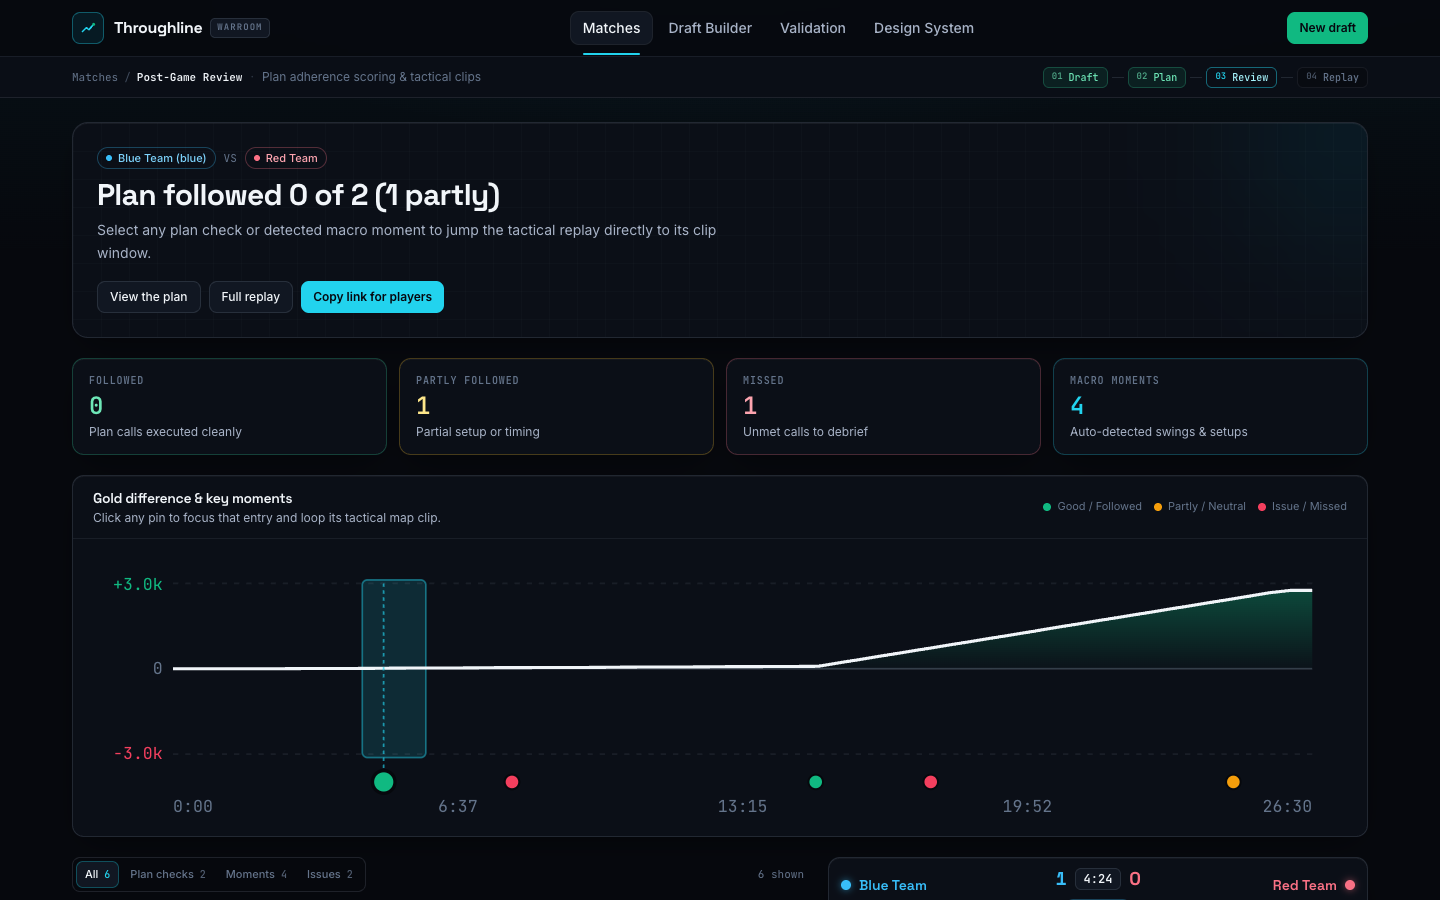 Throughline WARROOM Matches Draft Builder Validation Design System New draft
Matches / Post-Game Review · Plan adherence scoring & tactical clips 01 Draft 02 Plan 03 Review 04 Replay
Blue Team (blue) VS Red Team
Plan followed 0 of 2 (1 partly)
Select any plan check or detected macro moment to jump the tactical replay directly to its clip
window.
View the plan Full replay Copy link for players
FOLLOWED
0
Plan calls executed cleanly
PARTLY FOLLOWED
1
Partial setup or timing
MISSED
1
Unmet calls to debrief
MACRO MOMENTS
4
Auto-detected swings & setups
Gold difference & key moments
Click any pin to focus that entry and loop its tactical map clip.
Good / Followed Partly / Neutral Issue / Missed
+3.0k
0
-3.0k
0:00 6:37 13:15 19:52 26:30
All 6 Plan checks 2 Moments 4 Issues 2 6 shown
Blue Team 1 4:24 0 Red Team